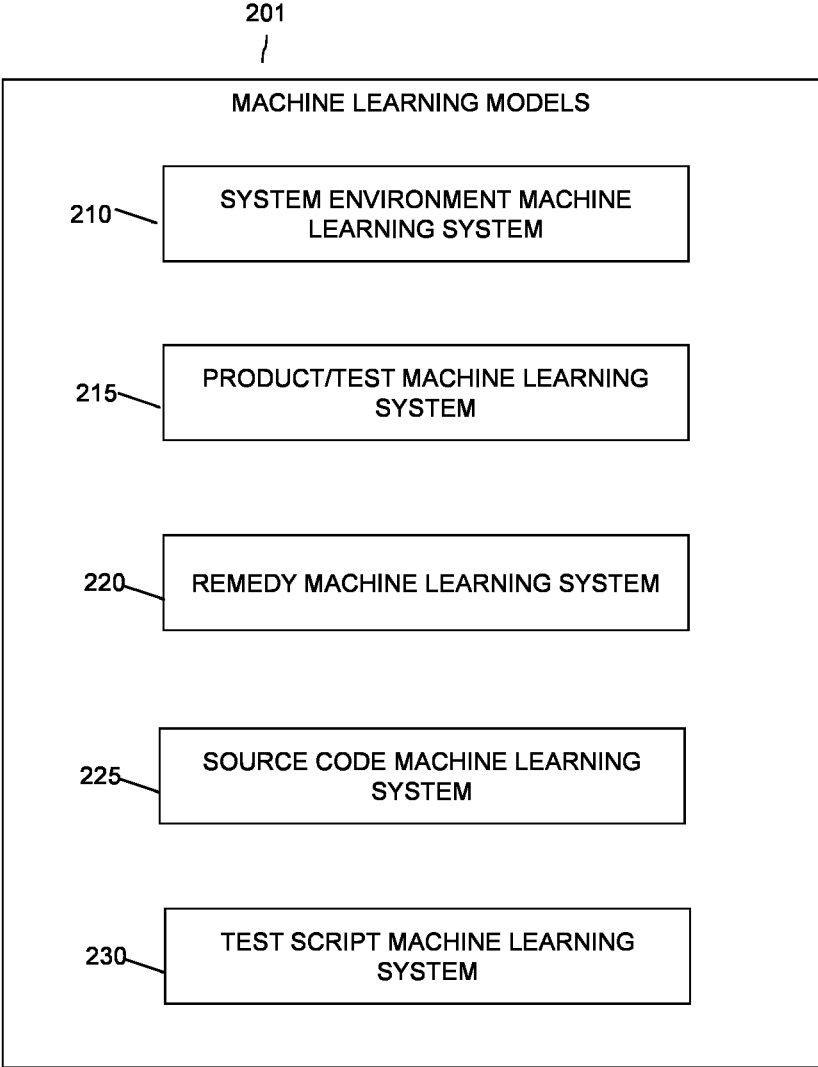 201
MACHINE LEARNING MODELS
210
SYSTEM ENVIRONMENT MACHINE
LEARNING SYSTEM
215
PRODUCT/TEST MACHINE LEARNING
SYSTEM
220
REMEDY MACHINE LEARNING SYSTEM
225
SOURCE CODE MACHINE LEARNING
SYSTEM
230
TEST SCRIPT MACHINE LEARNING
SYSTEM